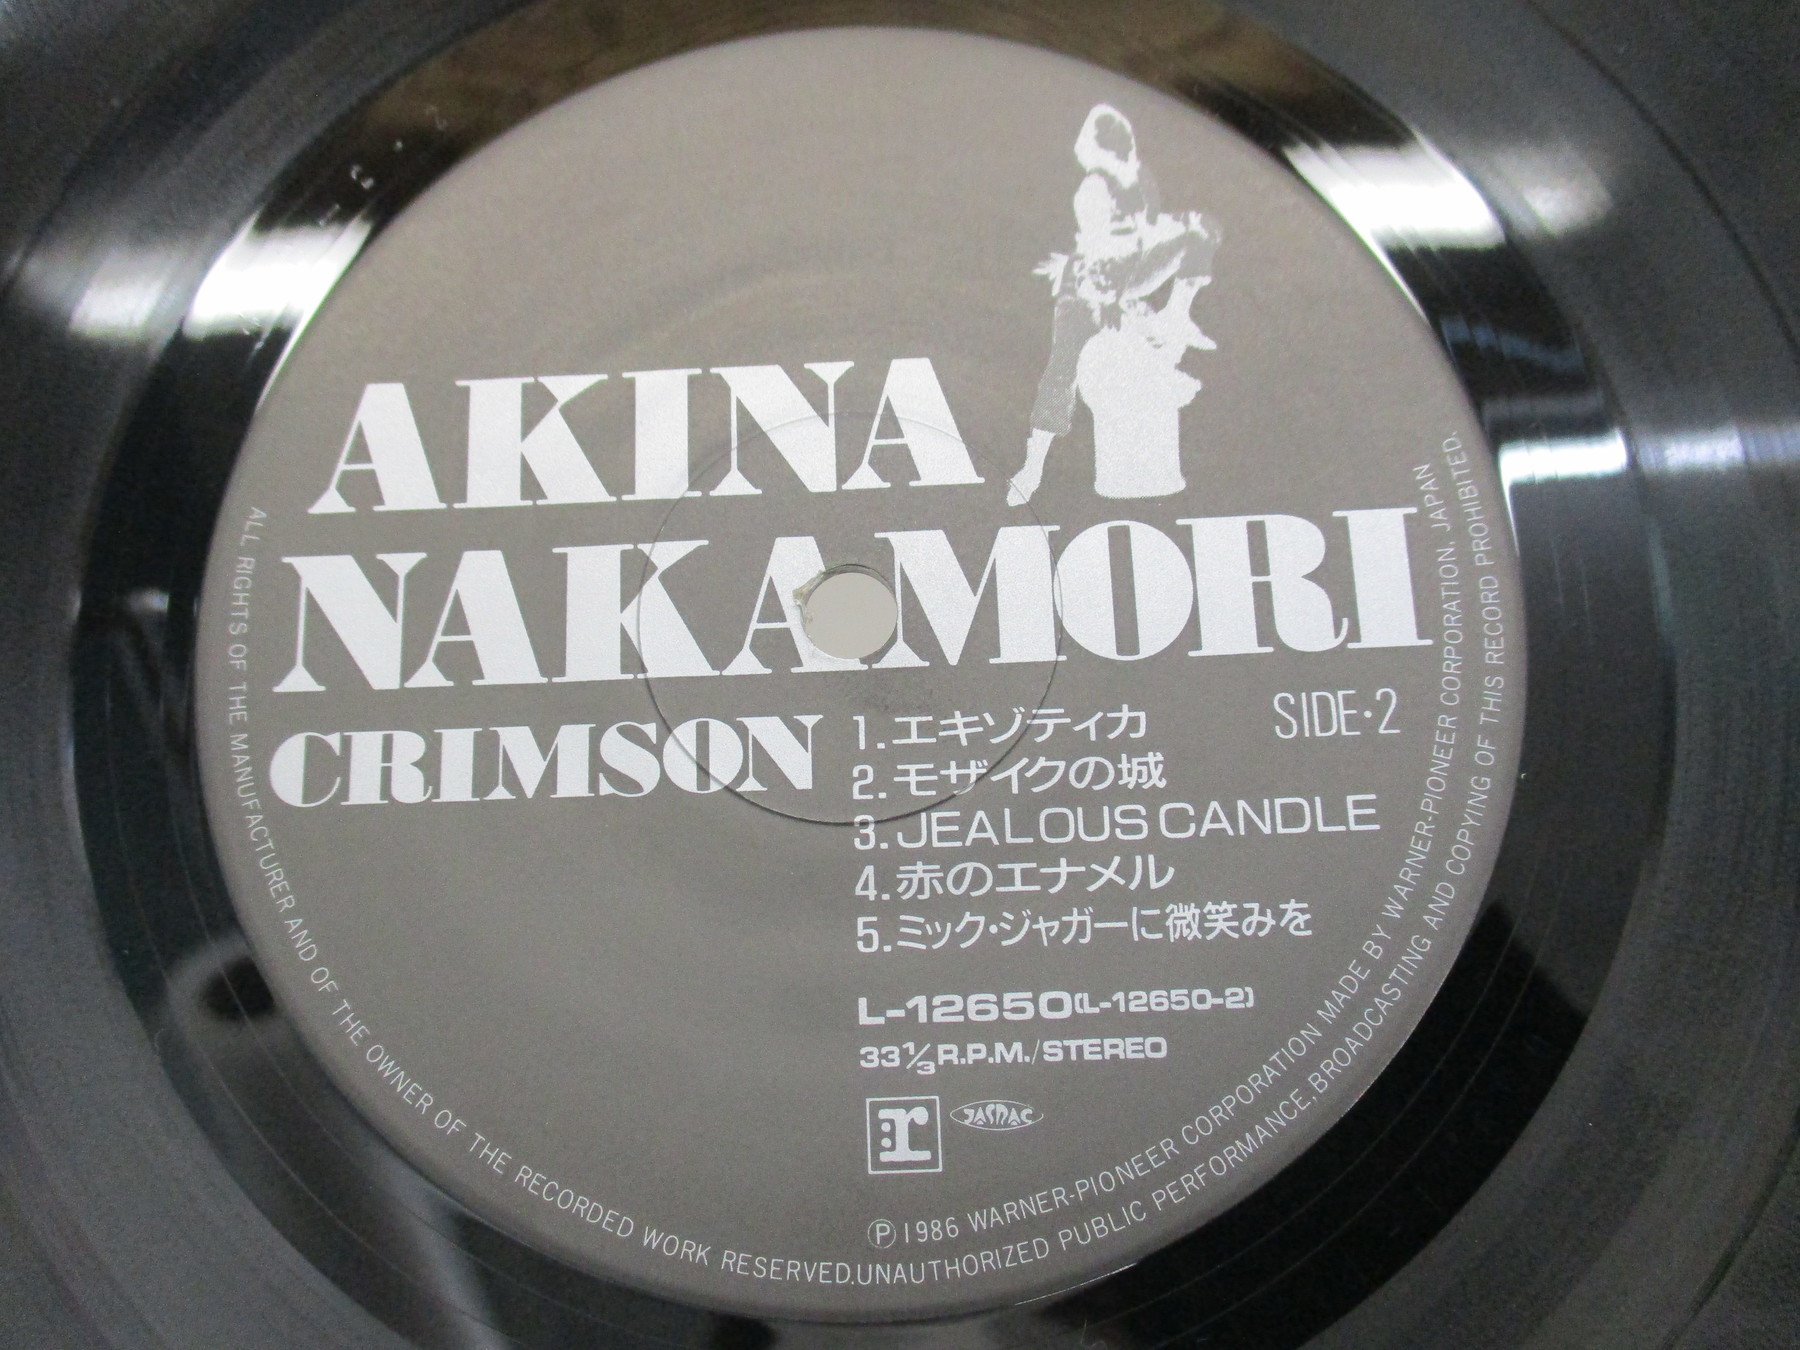 AKINA
NAKAMORI
CRIMSON
SIDE·2
1.エキゾティカ
2.モザイクの城
3.JEALOUS CANDLE
4.赤のエナメル
5.ミック・ジャガーに微笑みを
L-12650(L-12650-2)
33⅓R.P.M./STEREO
r
JASRAC
Ⓟ1986 WARNER-PIONEER CORPORATION MADE BY WARNER-PIONEER CORPORATION, JAPAN
ALL RIGHTS OF THE MANUFACTURER AND OF THE OWNER OF THE RECORDED WORK RESERVED.UNAUTHORIZED PUBLIC PERFORMANCE,BROADCASTING AND COPYING OF THIS RECORD PROHIBITED.